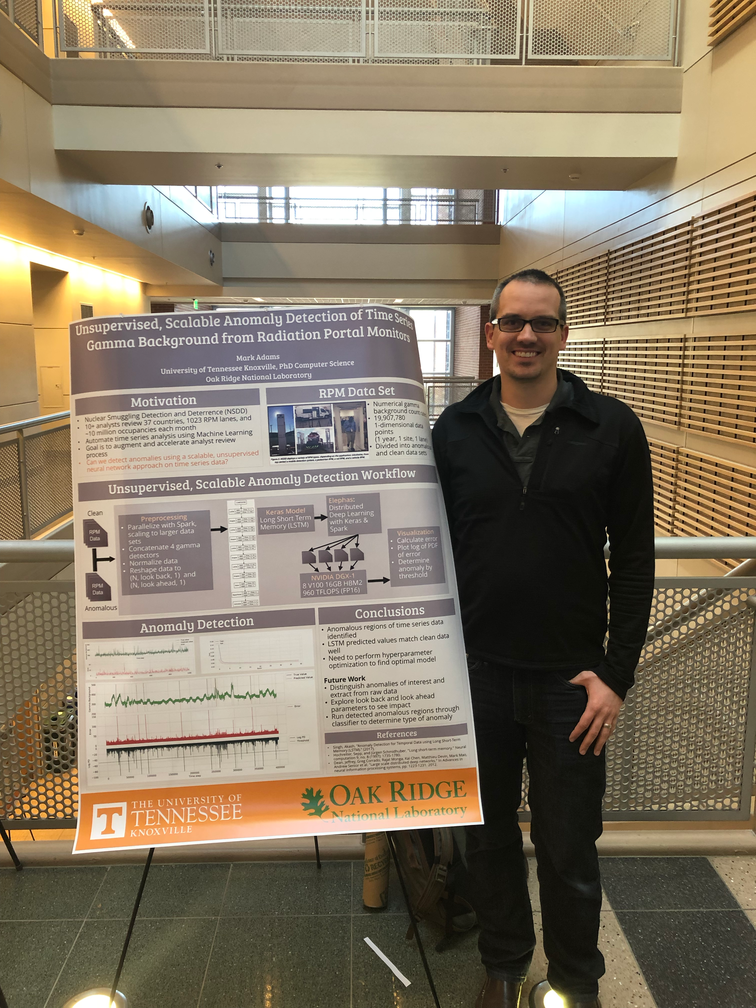 Unsupervised, Scalable Anomaly Detection of Time Series
Gamma Background from Radiation Portal Monitors
Mark Adams
University of Tennessee Knoxville, PhD Computer Science
Oak Ridge National Laboratory
Motivation
• Nuclear Smuggling Detection and Deterrence (NSDD)
• 10+ analysts review 37 countries, 1023 RPM lanes, and
~10 million occupancies each month
• Automate time series analysis using Machine Learning
• Goal is to augment and accelerate analyst review
process
• Can we detect anomalies using a scalable, unsupervised
neural network approach on time series data?
RPM Data Set
• Numerical gamma
background count
• 19,907,780
1-dimensional data
points
• (1 year, 1 site, 1 lane
• Divided into
and clean data sets
Unsupervised, Scalable Anomaly Detection Workflow
Clean
RPM
Data
RPM
Data
Anomalous
Preprocessing
• Parallelize with Spark,
scaling to larger data
sets
• Concatenate 4 gamma
detectors
• Normalize data
• Reshape data to
(N, look back, 1) and
(N, look ahead, 1)
Keras Model
Long Short Term
Memory (LSTM)
Elephas:
Distributed
Deep Learning
with Keras &
Spark
NVIDIA DGX-1
8 V100 16GB HBM2
960 TFLOPS (FP16)
Visualization
• Calculate error
• Plot log of PDF
of error
• Determine
anomaly by
threshold
Anomaly Detection
Conclusions
• Anomalous regions of time series data
identified
• LSTM predicted values match clean data
well
• Need to perform hyperparameter
optimization to find optimal model
Future Work
• Distinguish anomalies of interest and
extract from raw data
• Explore look back and look ahead
parameters to see impact
• Run detected anomalous regions through
classifier to determine type of anomaly
References
T
THE UNIVERSITY OF
TENNESSEE
KNOXVILLE
OAK RIDGE
National Laboratory